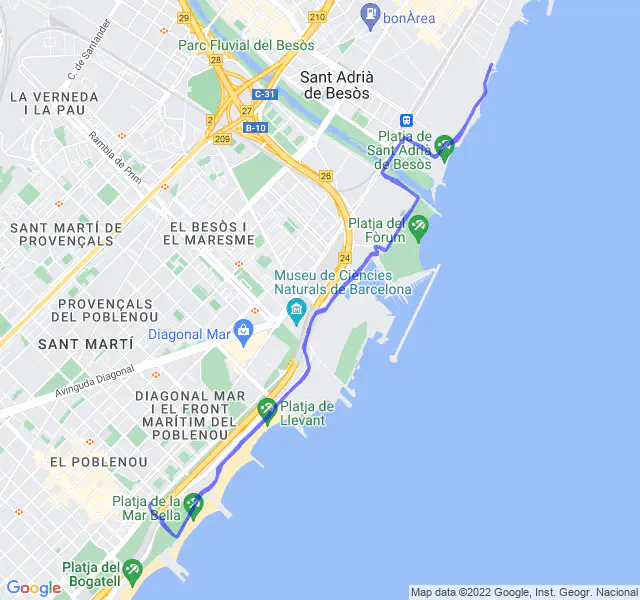 29
210
bonÀrea
C. de Santander
Parc Fluvial del Besòs
28
Sant Adrià
de Besòs
LA VERNEDA
I LA PAU
C-31
27
2
B-10
209
Rambla de Prim
Platja de
Sant Adrià
de Besòs
26
SANT MARTÍ DE
PROVENÇALS
EL BESÒS I
EL MARESME
Platja del
Fòrum
24
Museu de Ciències
Naturals de Barcelona
PROVENÇALS
DEL POBLENOU
Diagonal Mar
SANT MARTÍ
Avinguda Diagonal
DIAGONAL MAR
I EL FRONT
MARÍTIM DEL
POBLENOU
Platja de
Llevant
EL POBLENOU
Platja de la
Mar Bella
Platja del
Bogatell
Google
Map data ©2022 Google, Inst. Geogr. Nacional